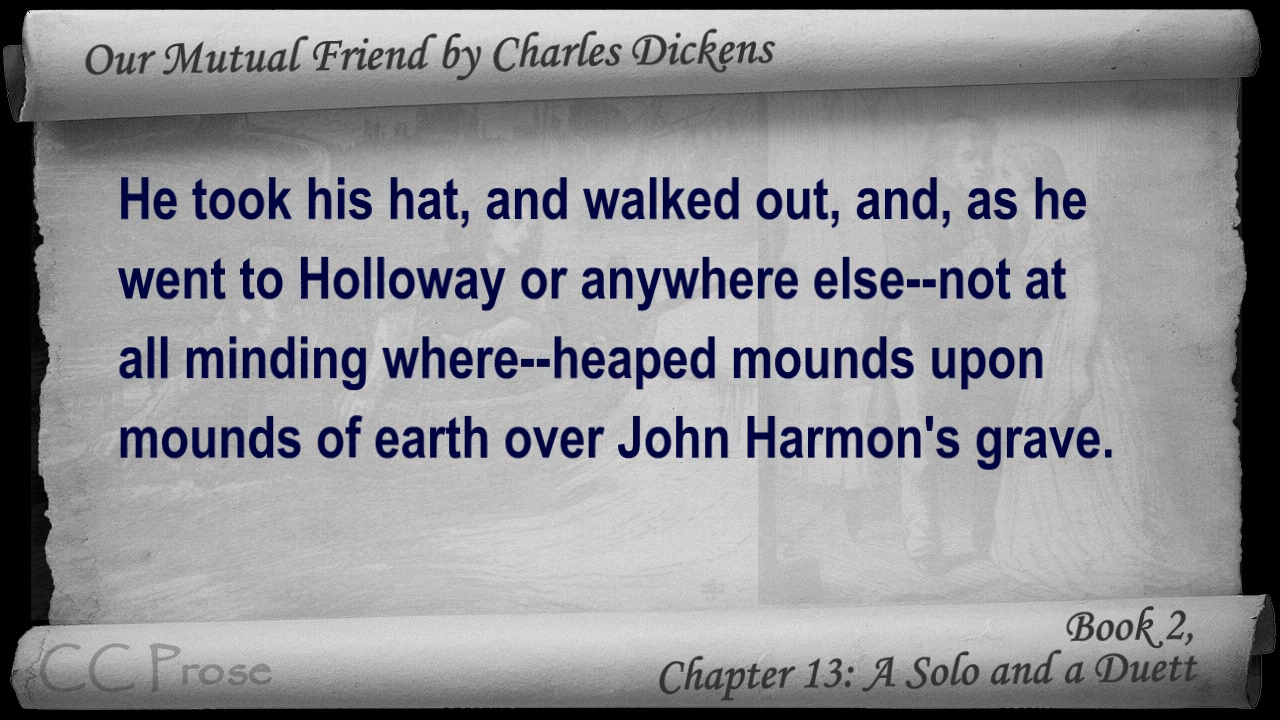 Our Mutual Friend by Charles Dickens
He took his hat, and walked out, and, as he
went to Holloway or anywhere else--not at
all minding where--heaped mounds upon
mounds of earth over John Harmon's grave.
Book 2,
CC Prose
Chapter 13: A Solo and a Duett